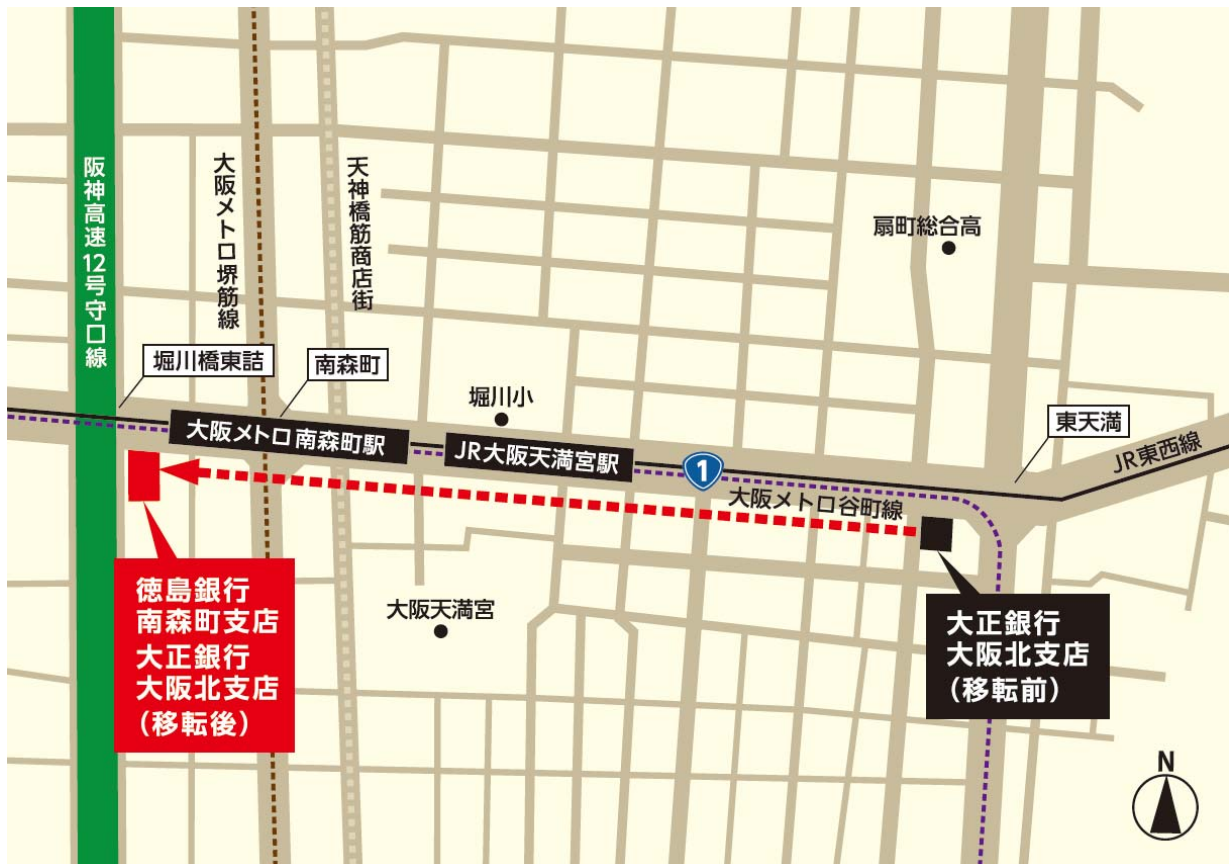 阪神高速12号守口線
大阪メトロ堺筋線
天神橋筋商店街
扇町総合高
堀川橋東詰
南森町
堀川小
東天満
大阪メトロ南森町駅
JR大阪天満宮駅
1
JR東西線
大阪メトロ谷町線
徳島銀行
南森町支店
大正銀行
大阪北支店
(移転後)
大阪天満宮
大正銀行
大阪北支店
(移転前)
N